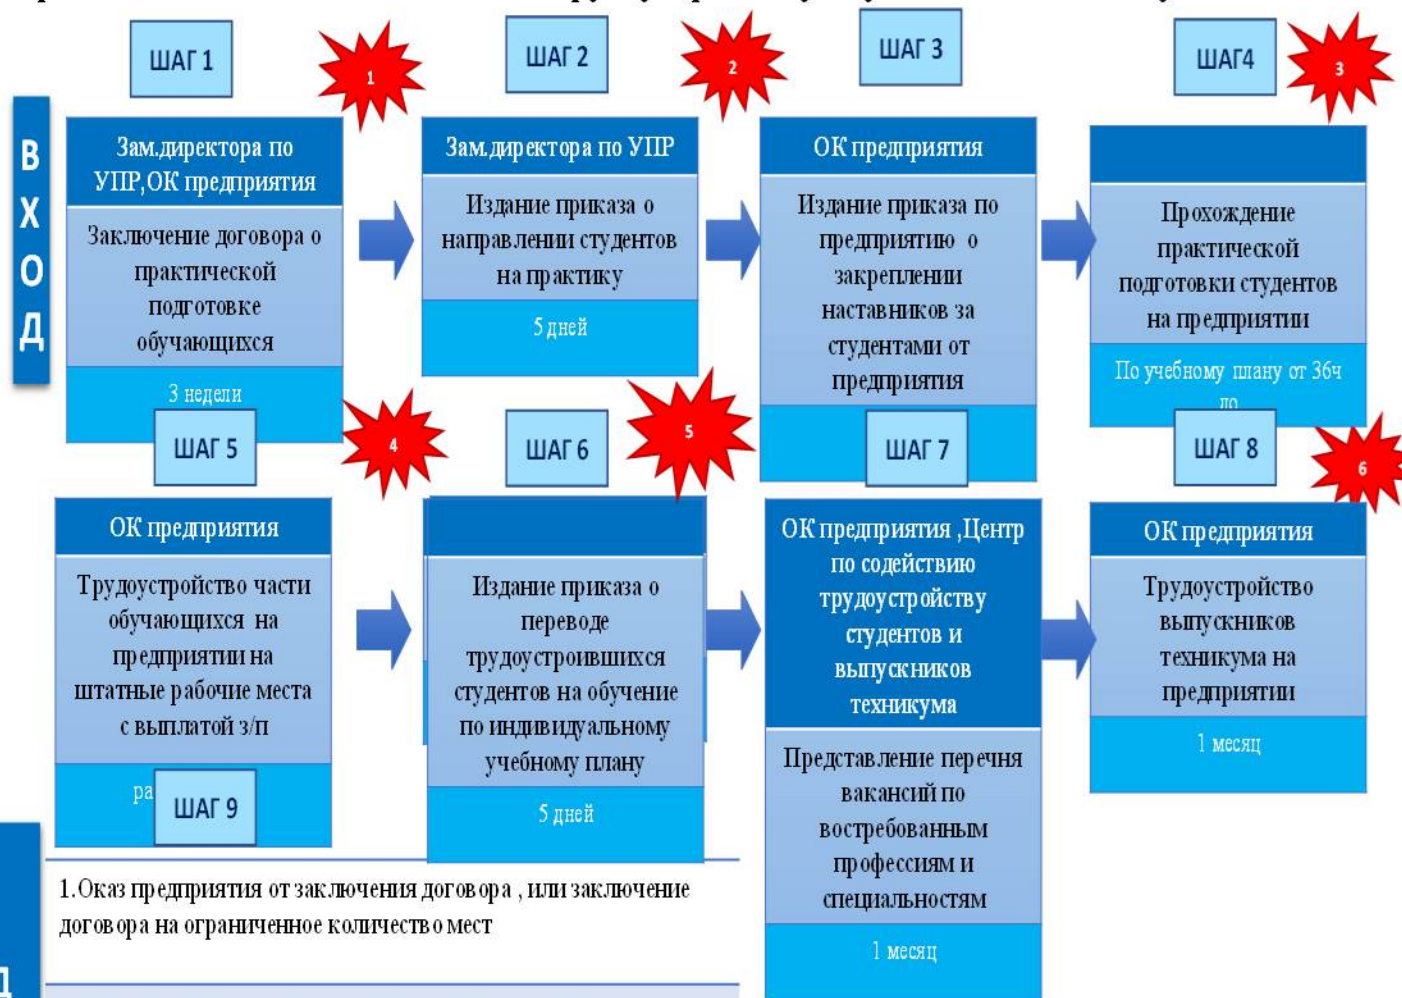 ШАГ 1
1
ШАГ 2
2
ШАГ 3
ШАГ4
3
ВХОД
Зам.директора по
УПР,ОК предприятия
Заключение договора о
практической
подготовке
обучающихся
3 недели
Зам.директора по УПР
Издание приказа о
направлении студентов
на практику
5 дней
ОК предприятия
Издание приказа по
предприятию о
закреплении
наставников за
студентами от
предприятия
Прохождение
практической
подготовки студентов
на предприятии
По учебному плану от 36ч
до
ШАГ 5
4
ШАГ 6
5
ШАГ 7
ШАГ 8
6
ОК предприятия
Трудоустройство части
обучающихся на
предприятии на
штатные рабочие места
с выплатой з/п
ра
Издание приказа о
переводе
трудоустроившихся
студентов на обучение
по индивидуальному
учебному плану
5 дней
ОК предприятия ,Центр
по содействию
трудоустройству
студентов и
выпускников
техникума
Представление перечня
вакансий по
востребованным
профессиям и
специальностям
1 месяц
ОК предприятия
Трудоустройство
выпускников
техникума на
предприятии
1 месяц
ШАГ 9
1.Оказ предприятия от заключения договора , или заключение
договора на ограниченное количество мест
Д